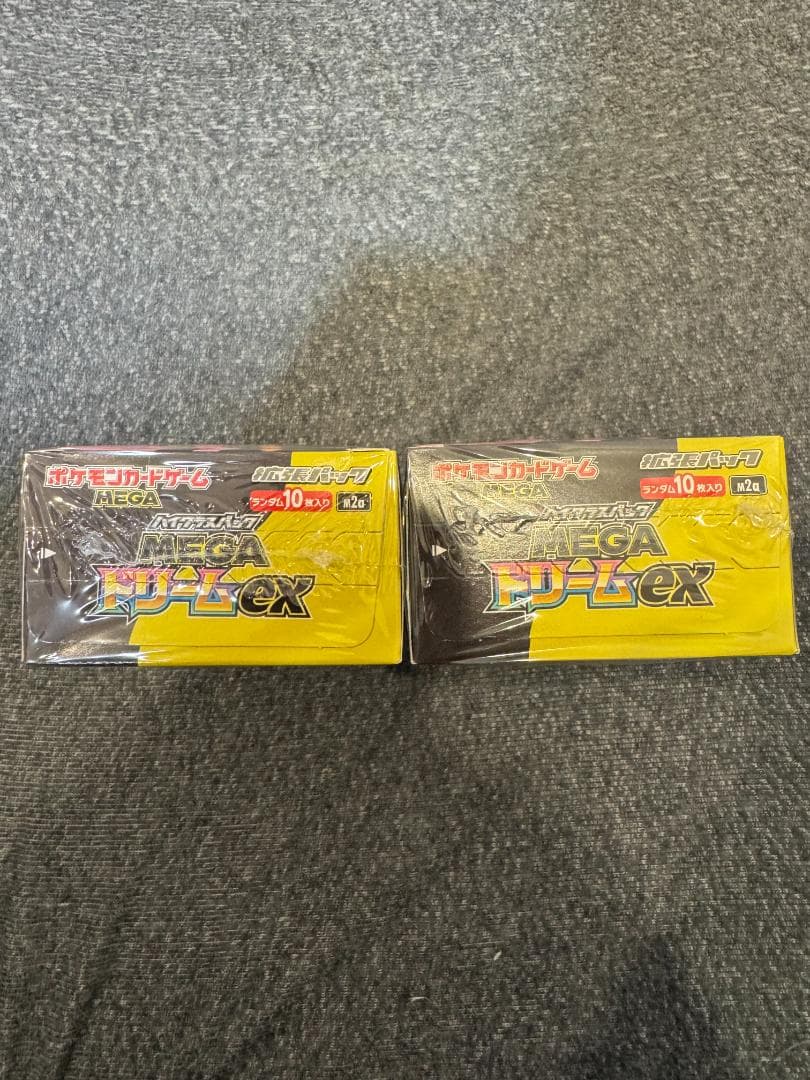 ポケモンカードゲーム
MEGA
拡張パック
ランダム10枚入り
M2a
ハイクラスパック
MEGA
ドリームex
ポケモンカードゲーム
MEGA
拡張パック
ランダム10枚入り
M2a
ハイクラスパック
MEGA
ドリームex